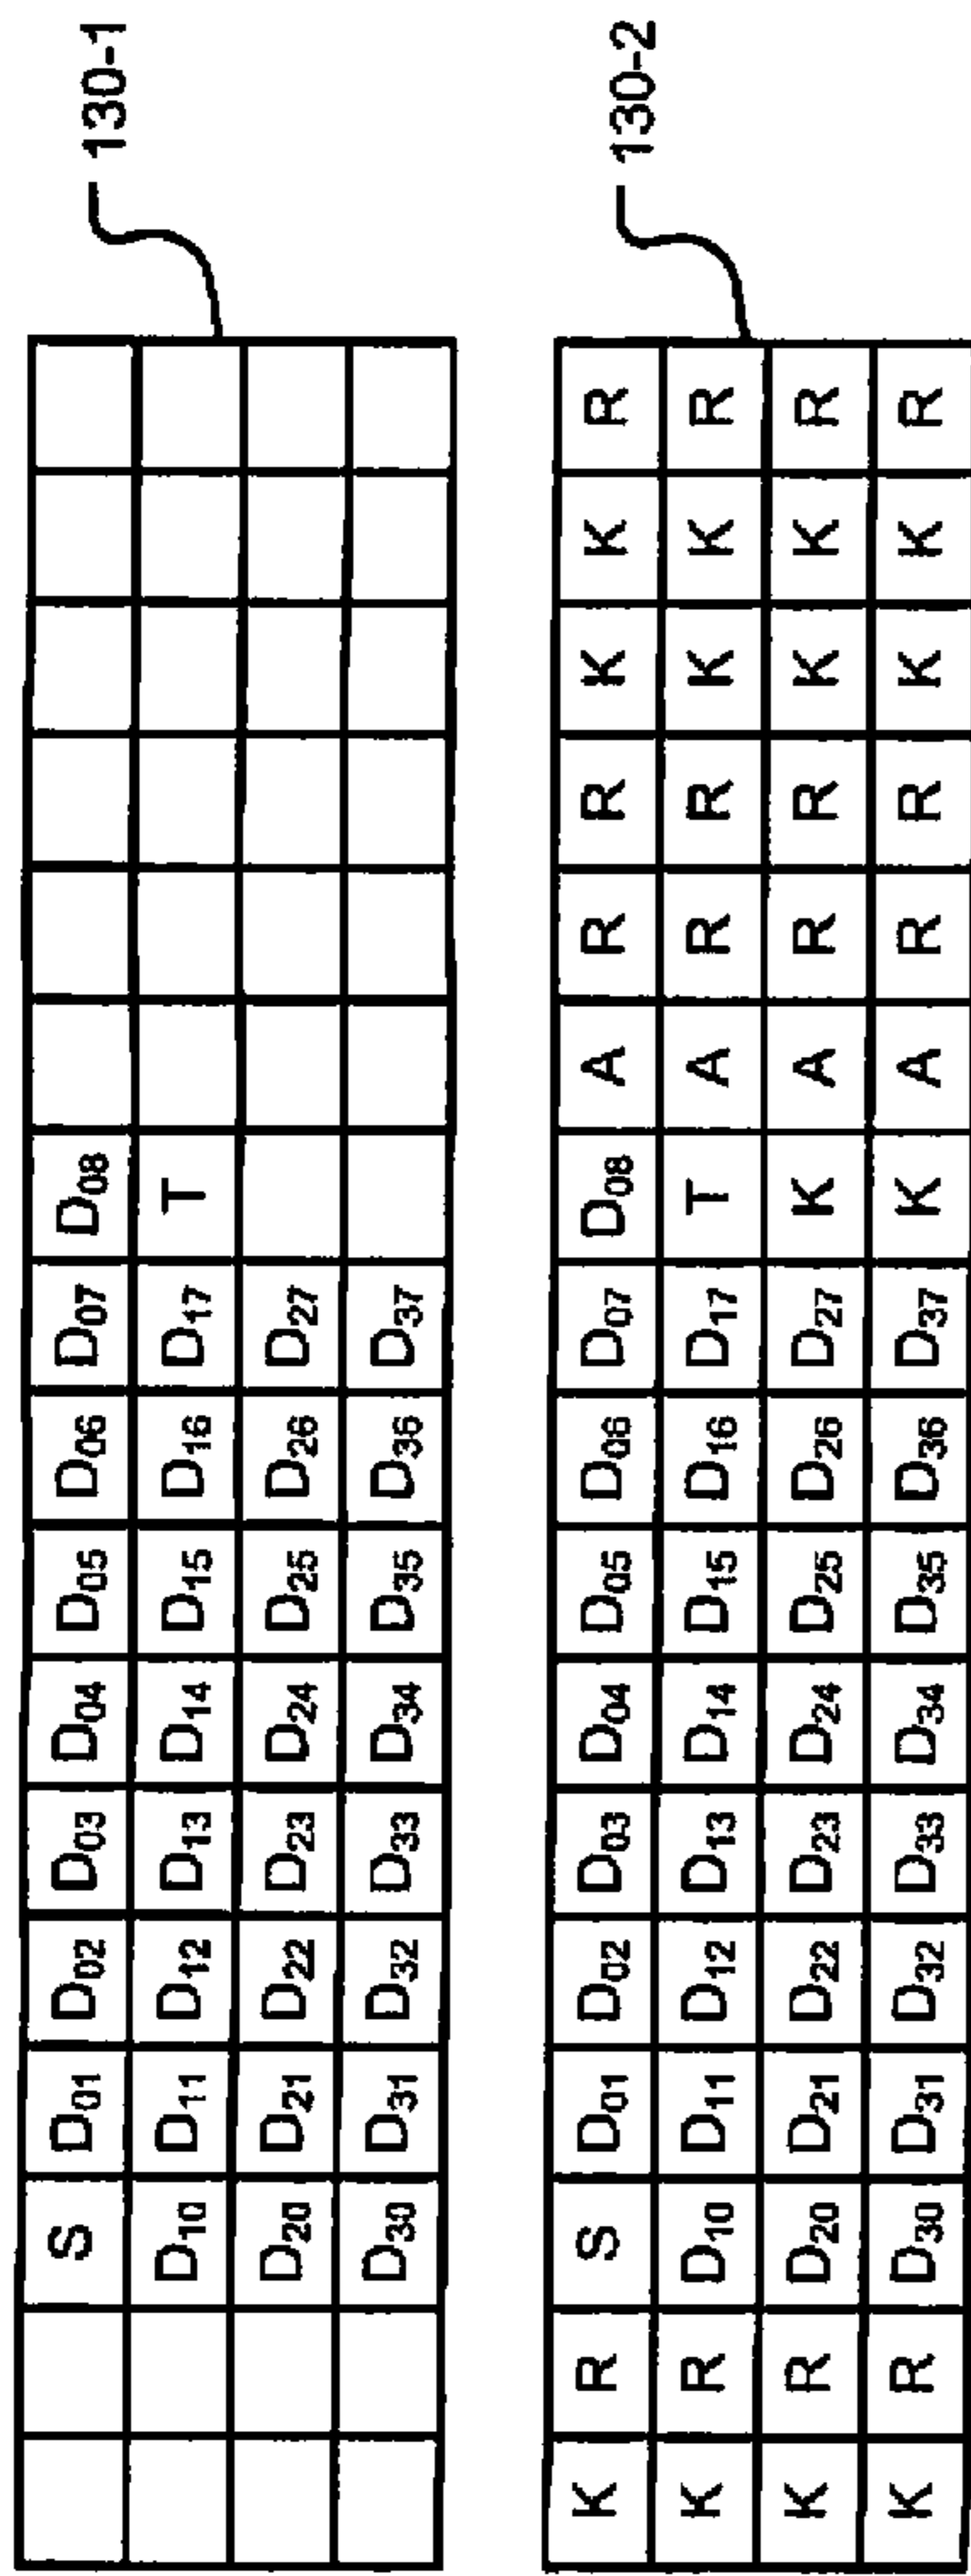 S D01 D02 D03 D04 D05 D06 D07 D08
130-1
D10 D11 D12 D13 D14 D15 D16 D17 T
D20 D21 D22 D23 D24 D25 D26 D27
D30 D31 D32 D33 D34 D35 D36 D37
K R S D01 D02 D03 D04 D05 D06 D07 D08 A R R K K R
130-2
K R D10 D11 D12 D13 D14 D15 D16 D17 T A R R K K R
K R D20 D21 D22 D23 D24 D25 D26 D27 K A R R K K R
K R D30 D31 D32 D33 D34 D35 D36 D37 K A R R K K R